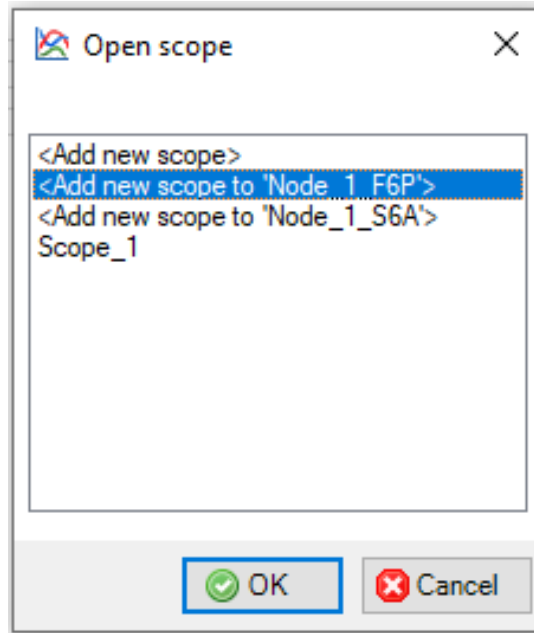 Open scope
<Add new scope>
<Add new scope to 'Node_1_F6P'>
<Add new scope to 'Node_1_S6A'>
Scope_1
OK
Cancel